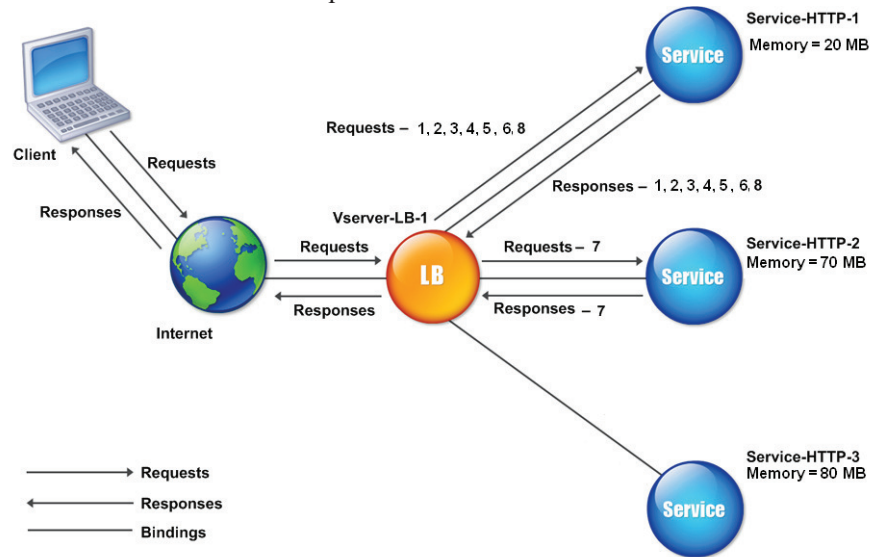 Service-HTTP-1
Memory = 20 MB
Service
Requests – 1, 2, 3, 4, 5, 6, 8
Client
Requests
Responses
Responses – 1, 2, 3, 4, 5, 6, 8
Vserver-LB-1
Requests
LB
Requests – 7
Service
Service-HTTP-2
Memory = 70 MB
Responses
Responses – 7
Internet
Service-HTTP-3
Memory = 80 MB
Service
Requests
Responses
Bindings